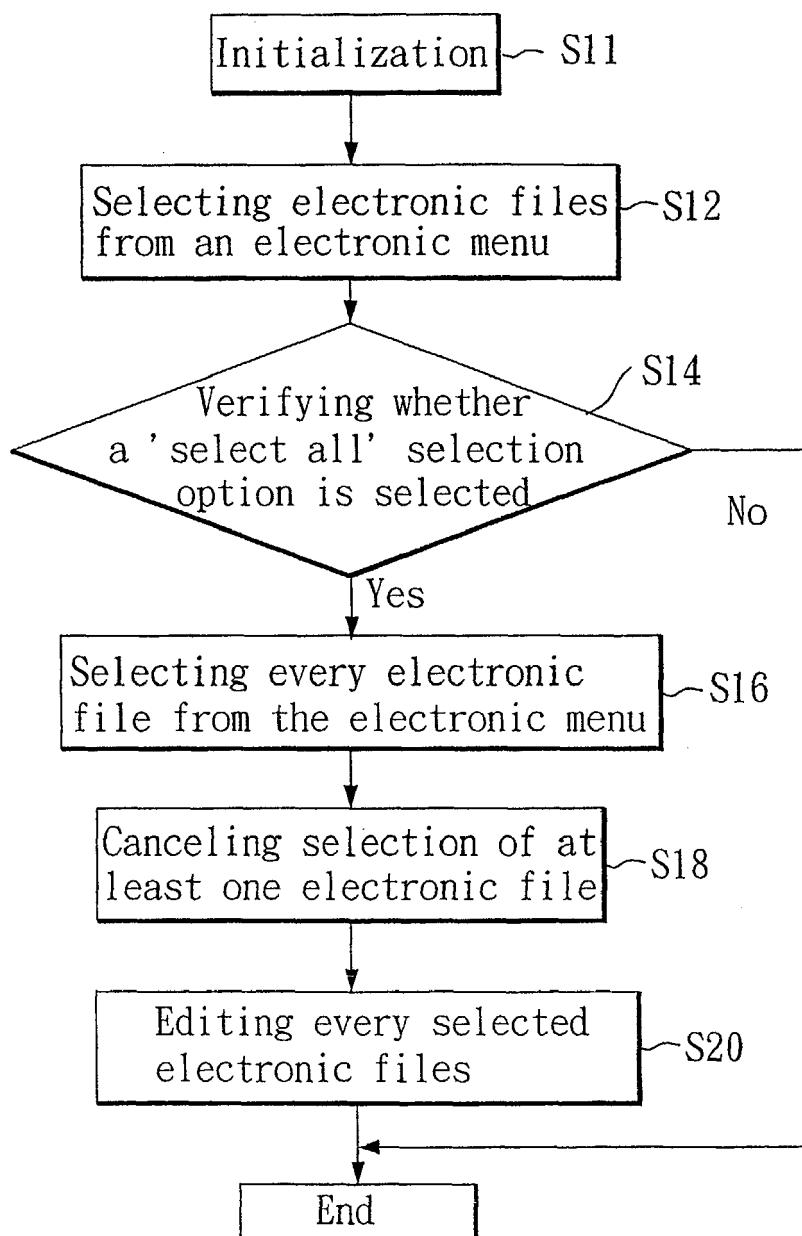 Initialization
S11
Selecting electronic files
from an electronic menu
S12
S14
Verifying whether
a 'select all' selection
option is selected
No
Yes
Selecting every electronic
file from the electronic menu
S16
Canceling selection of at
least one electronic file
S18
Editing every selected
electronic files
S20
End